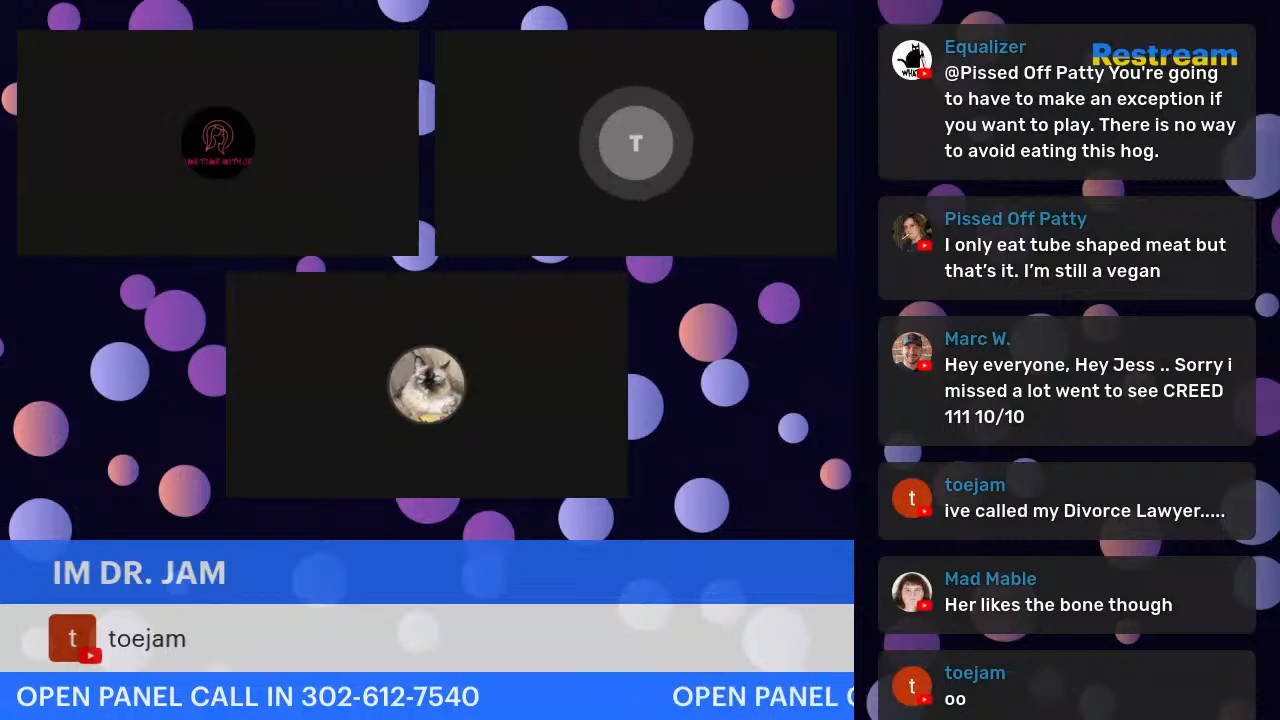 T
IM DR. JAM
t
toejam
OPEN PANEL CALL IN 302-612-7540
OPEN PANEL
Restream
Equalizer
@Pissed Off Patty You're going
to have to make an exception if
you want to play. There is no way
to avoid eating this hog.
Pissed Off Patty
I only eat tube shaped meat but
that’s it. I’m still a vegan
Marc W.
Hey everyone, Hey Jess .. Sorry i
missed a lot went to see CREED
111 10/10
t
toejam
ive called my Divorce Lawyer.....
Mad Mable
Her likes the bone though
t
toejam
oo